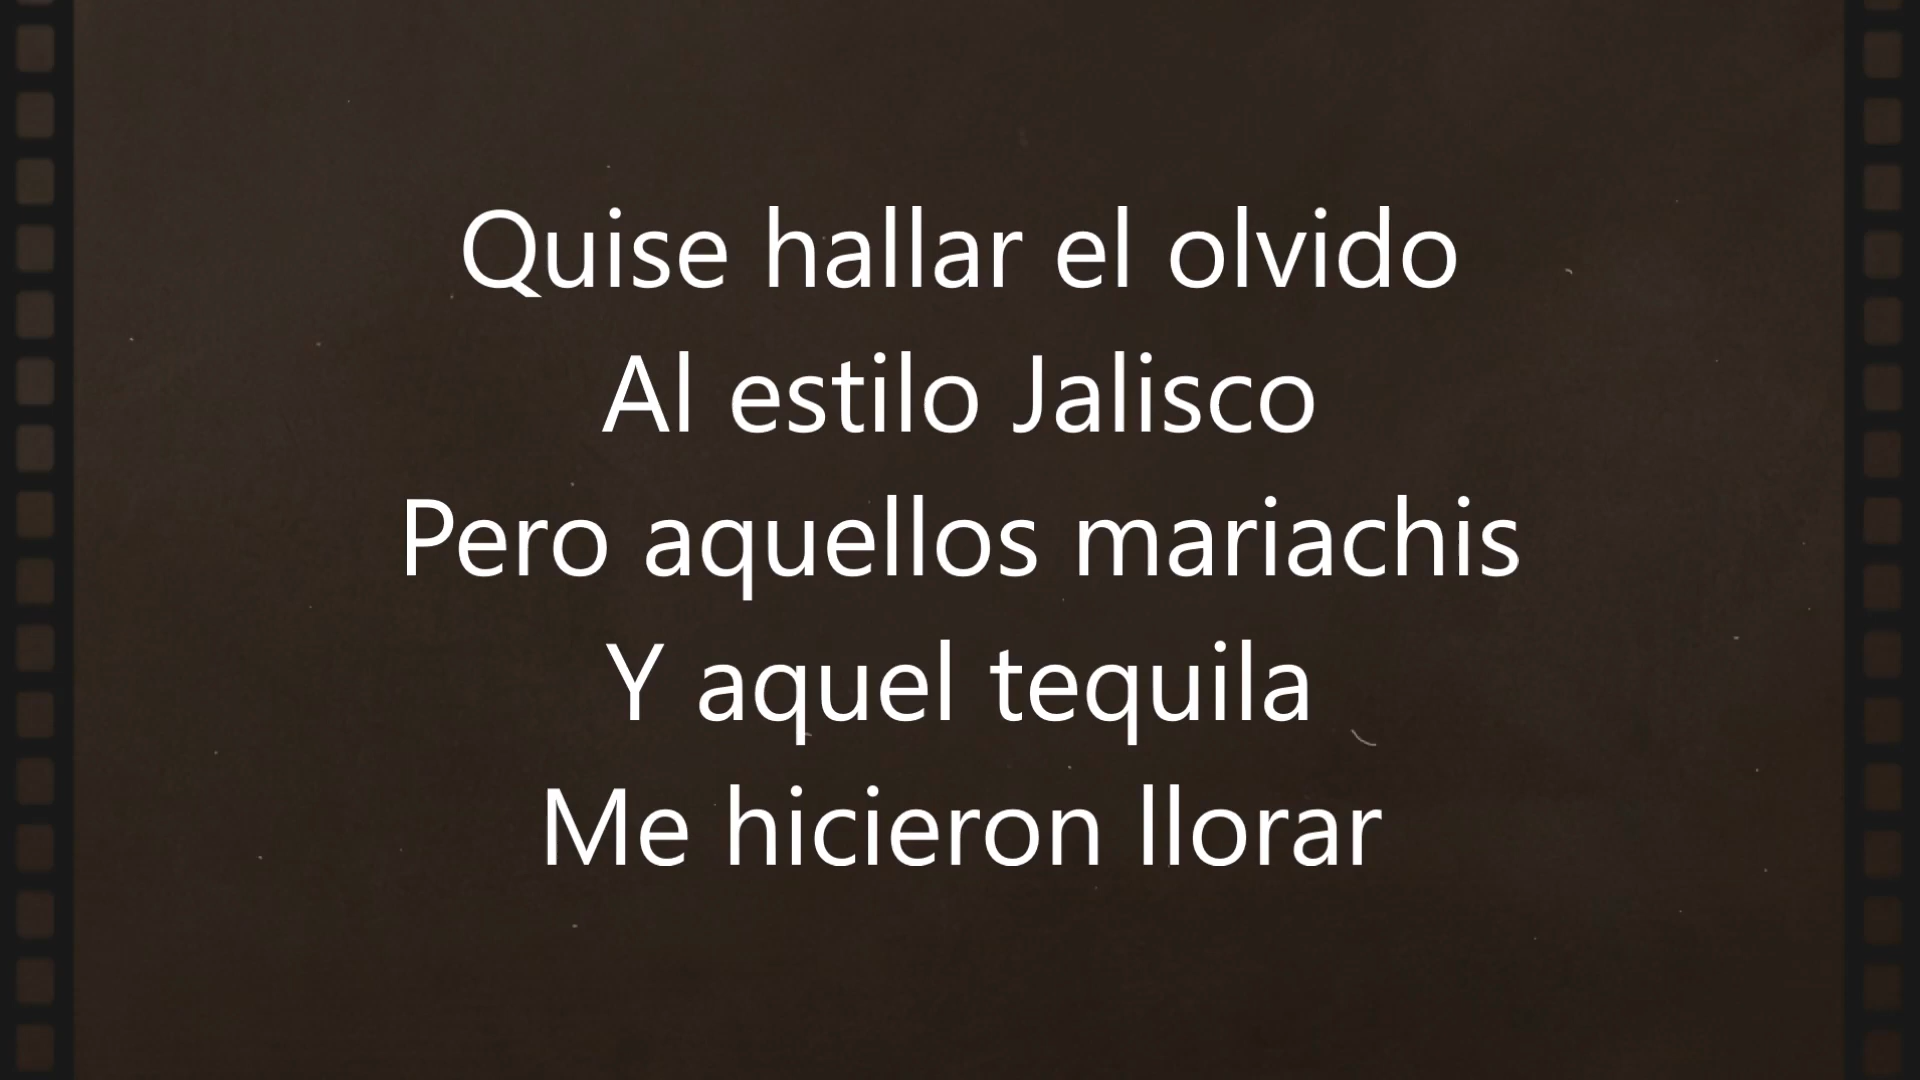 Quise hallar el olvido
Al estilo Jalisco
Pero aquellos mariachis
Y aquel tequila
Me hicieron llorar